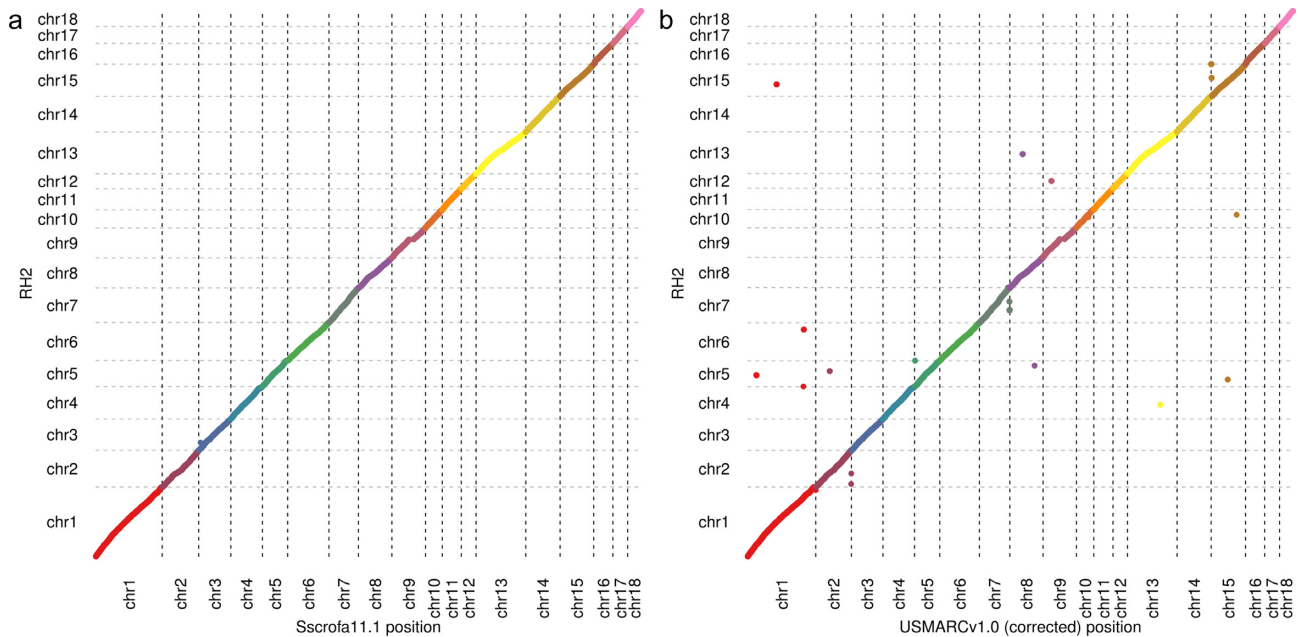 a
chr18
chr17
chr16
chr15
chr14
chr13
chr12
chr11
chr10
chr9
chr8
chr7
chr6
chr5
chr4
chr3
chr2
chr1
RH2
chr1 chr2 chr3 chr4 chr5 chr6 chr7 chr8 chr9 chr10 chr11 chr12 chr13 chr14 chr15 chr16 chr17 chr18
Sscrofa11.1 position
b
chr18
chr17
chr16
chr15
chr14
chr13
chr12
chr11
chr10
chr9
chr8
chr7
chr6
chr5
chr4
chr3
chr2
chr1
RH2
chr1 chr2 chr3 chr4 chr5 chr6 chr7 chr8 chr9 chr10 chr11 chr12 chr13 chr14 chr15 chr16 chr17 chr18
USMARCv1.0 (corrected) position